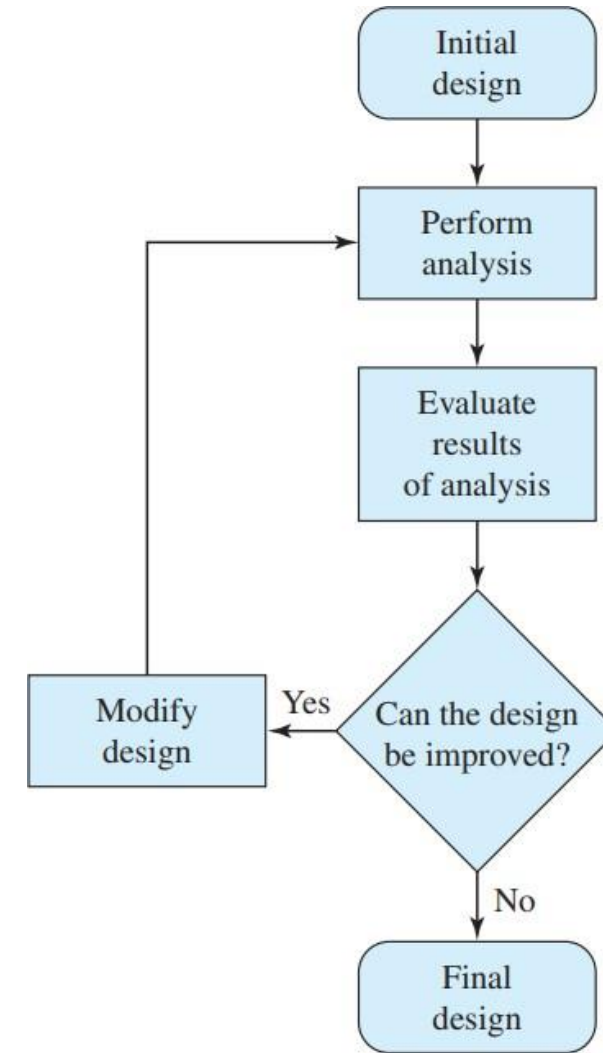 Initial
design
Perform
analysis
Evaluate
results
of analysis
Can the design
be improved?
Yes
Modify
design
No
Final
design